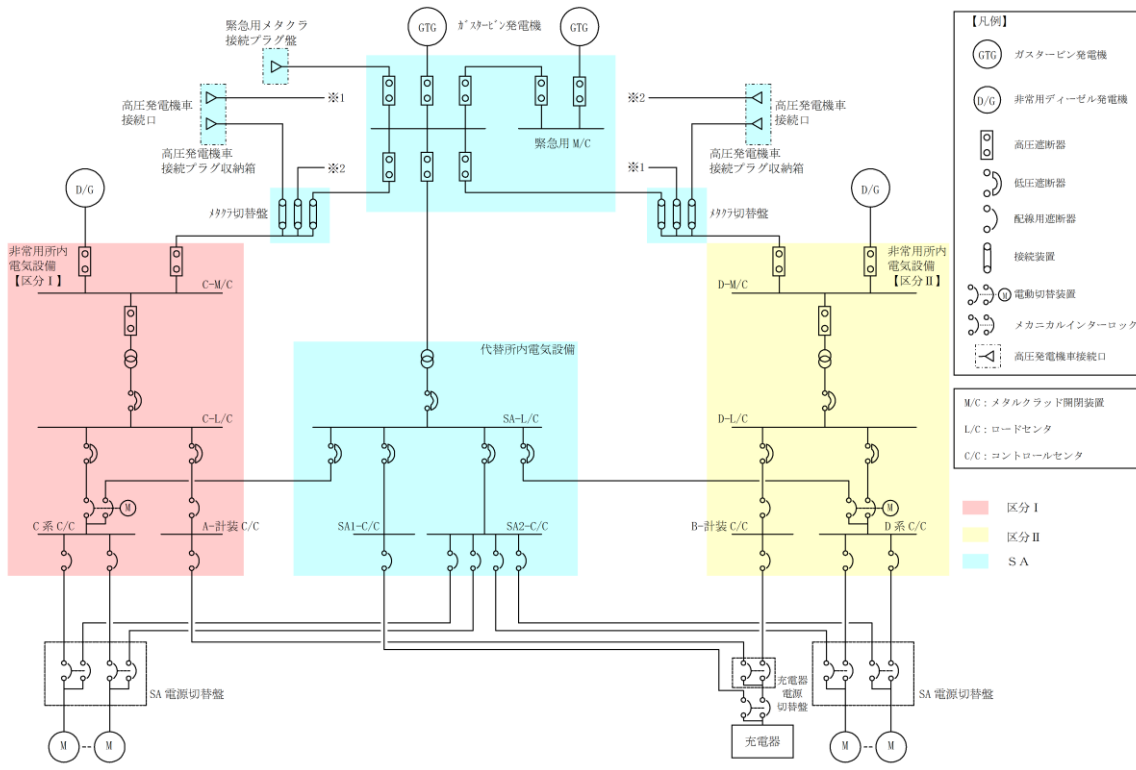 緊急用メタクラ
接続プラグ盤
GTG
ガスタービン発電機
GTG
高圧発電機車
接続口
※1
※2
高圧発電機車
接続口
緊急用 M/C
高圧発電機車
接続プラグ収納箱
※2
※1
高圧発電機車
接続プラグ収納箱
D/G
メタクラ切替盤
メタクラ切替盤
D/G
非常用所内
電気設備
【区分Ⅰ】
C-M/C
D-M/C
非常用所内
電気設備
【区分Ⅱ】
代替所内電気設備
C-L/C
SA-L/C
D-L/C
M
M
C 系 C/C
A-計装 C/C
SA1-C/C
SA2-C/C
B-計装 C/C
D 系 C/C
SA 電源切替盤
充電器
電源
切替盤
SA 電源切替盤
M
M
充電器
M
M
【凡例】
GTG
ガスタービン発電機
D/G
非常用ディーゼル発電機
高圧遮断器
低圧遮断器
配線用遮断器
接続装置
M
電動切替装置
メカニカルインターロック
高圧発電機車接続口
M/C：メタルクラッド開閉装置
L/C：ロードセンタ
C/C：コントロールセンタ
区分Ⅰ
区分Ⅱ
ＳＡ